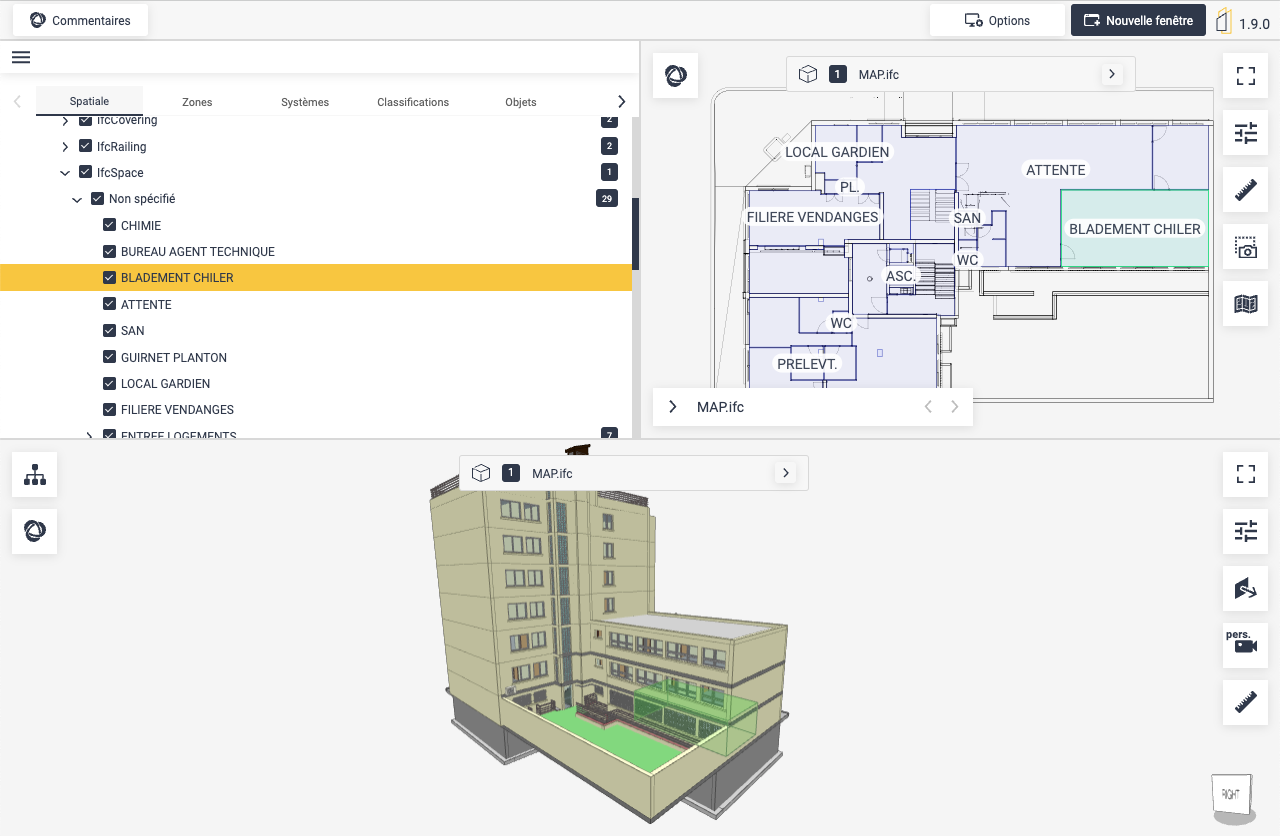 Commentaires
Options
Nouvelle fenêtre
1.9.0
Spatiale
Zones
Systèmes
Classifications
Objets
IfcCovering
2
IfcRailing
2
IfcSpace
1
Non spécifié
29
CHIMIE
BUREAU AGENT TECHNIQUE
BLADEMENT CHILER
ATTENTE
SAN
GUIRNET PLANTON
LOCAL GARDIEN
FILIERE VENDANGES
ENTREE LOGEMENTS
7
1
MAP.ifc
LOCAL GARDIEN
ATTENTE
PL.
FILIERE VENDANGES
SAN
BLADEMENT CHILER
WC
ASC.
WC
PRELEVT.
MAP.ifc
1
MAP.ifc
pers.
RIGHT